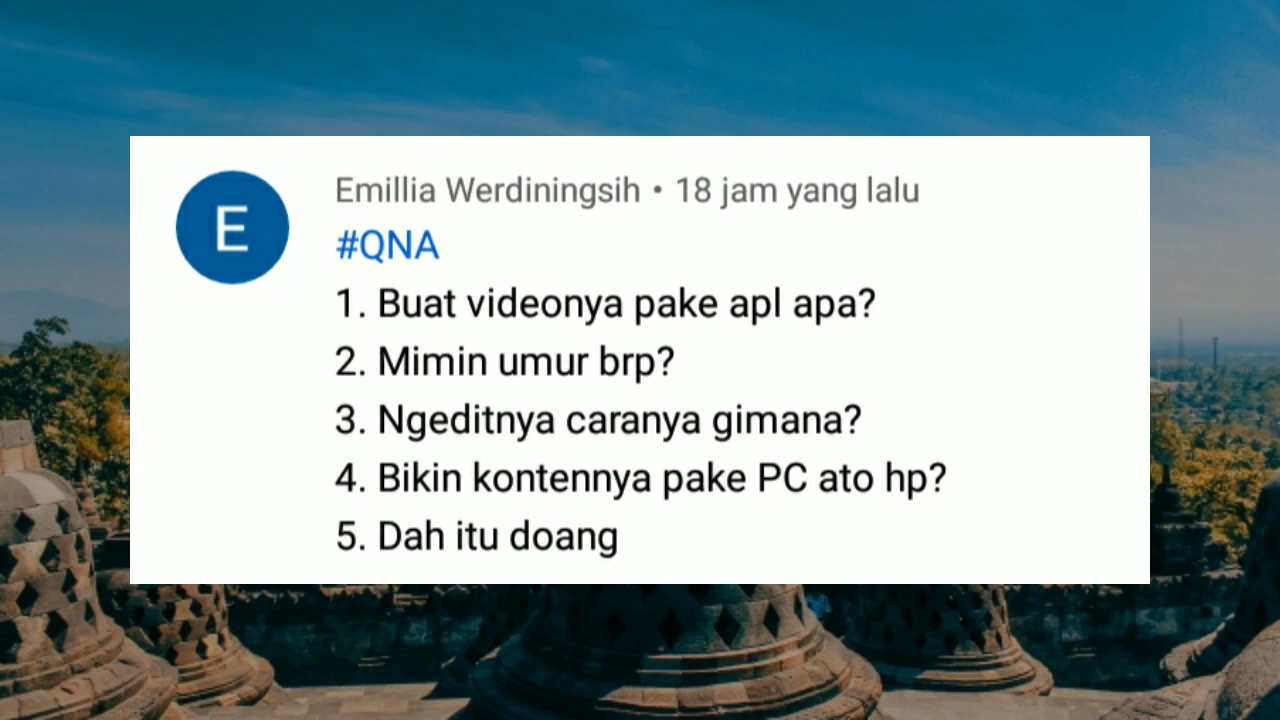 E
Emillia Werdiningsih • 18 jam yang lalu
#QNA
1. Buat videonya pake apl apa?
2. Mimin umur brp?
3. Ngeditnya caranya gimana?
4. Bikin kontennya pake PC ato hp?
5. Dah itu doang